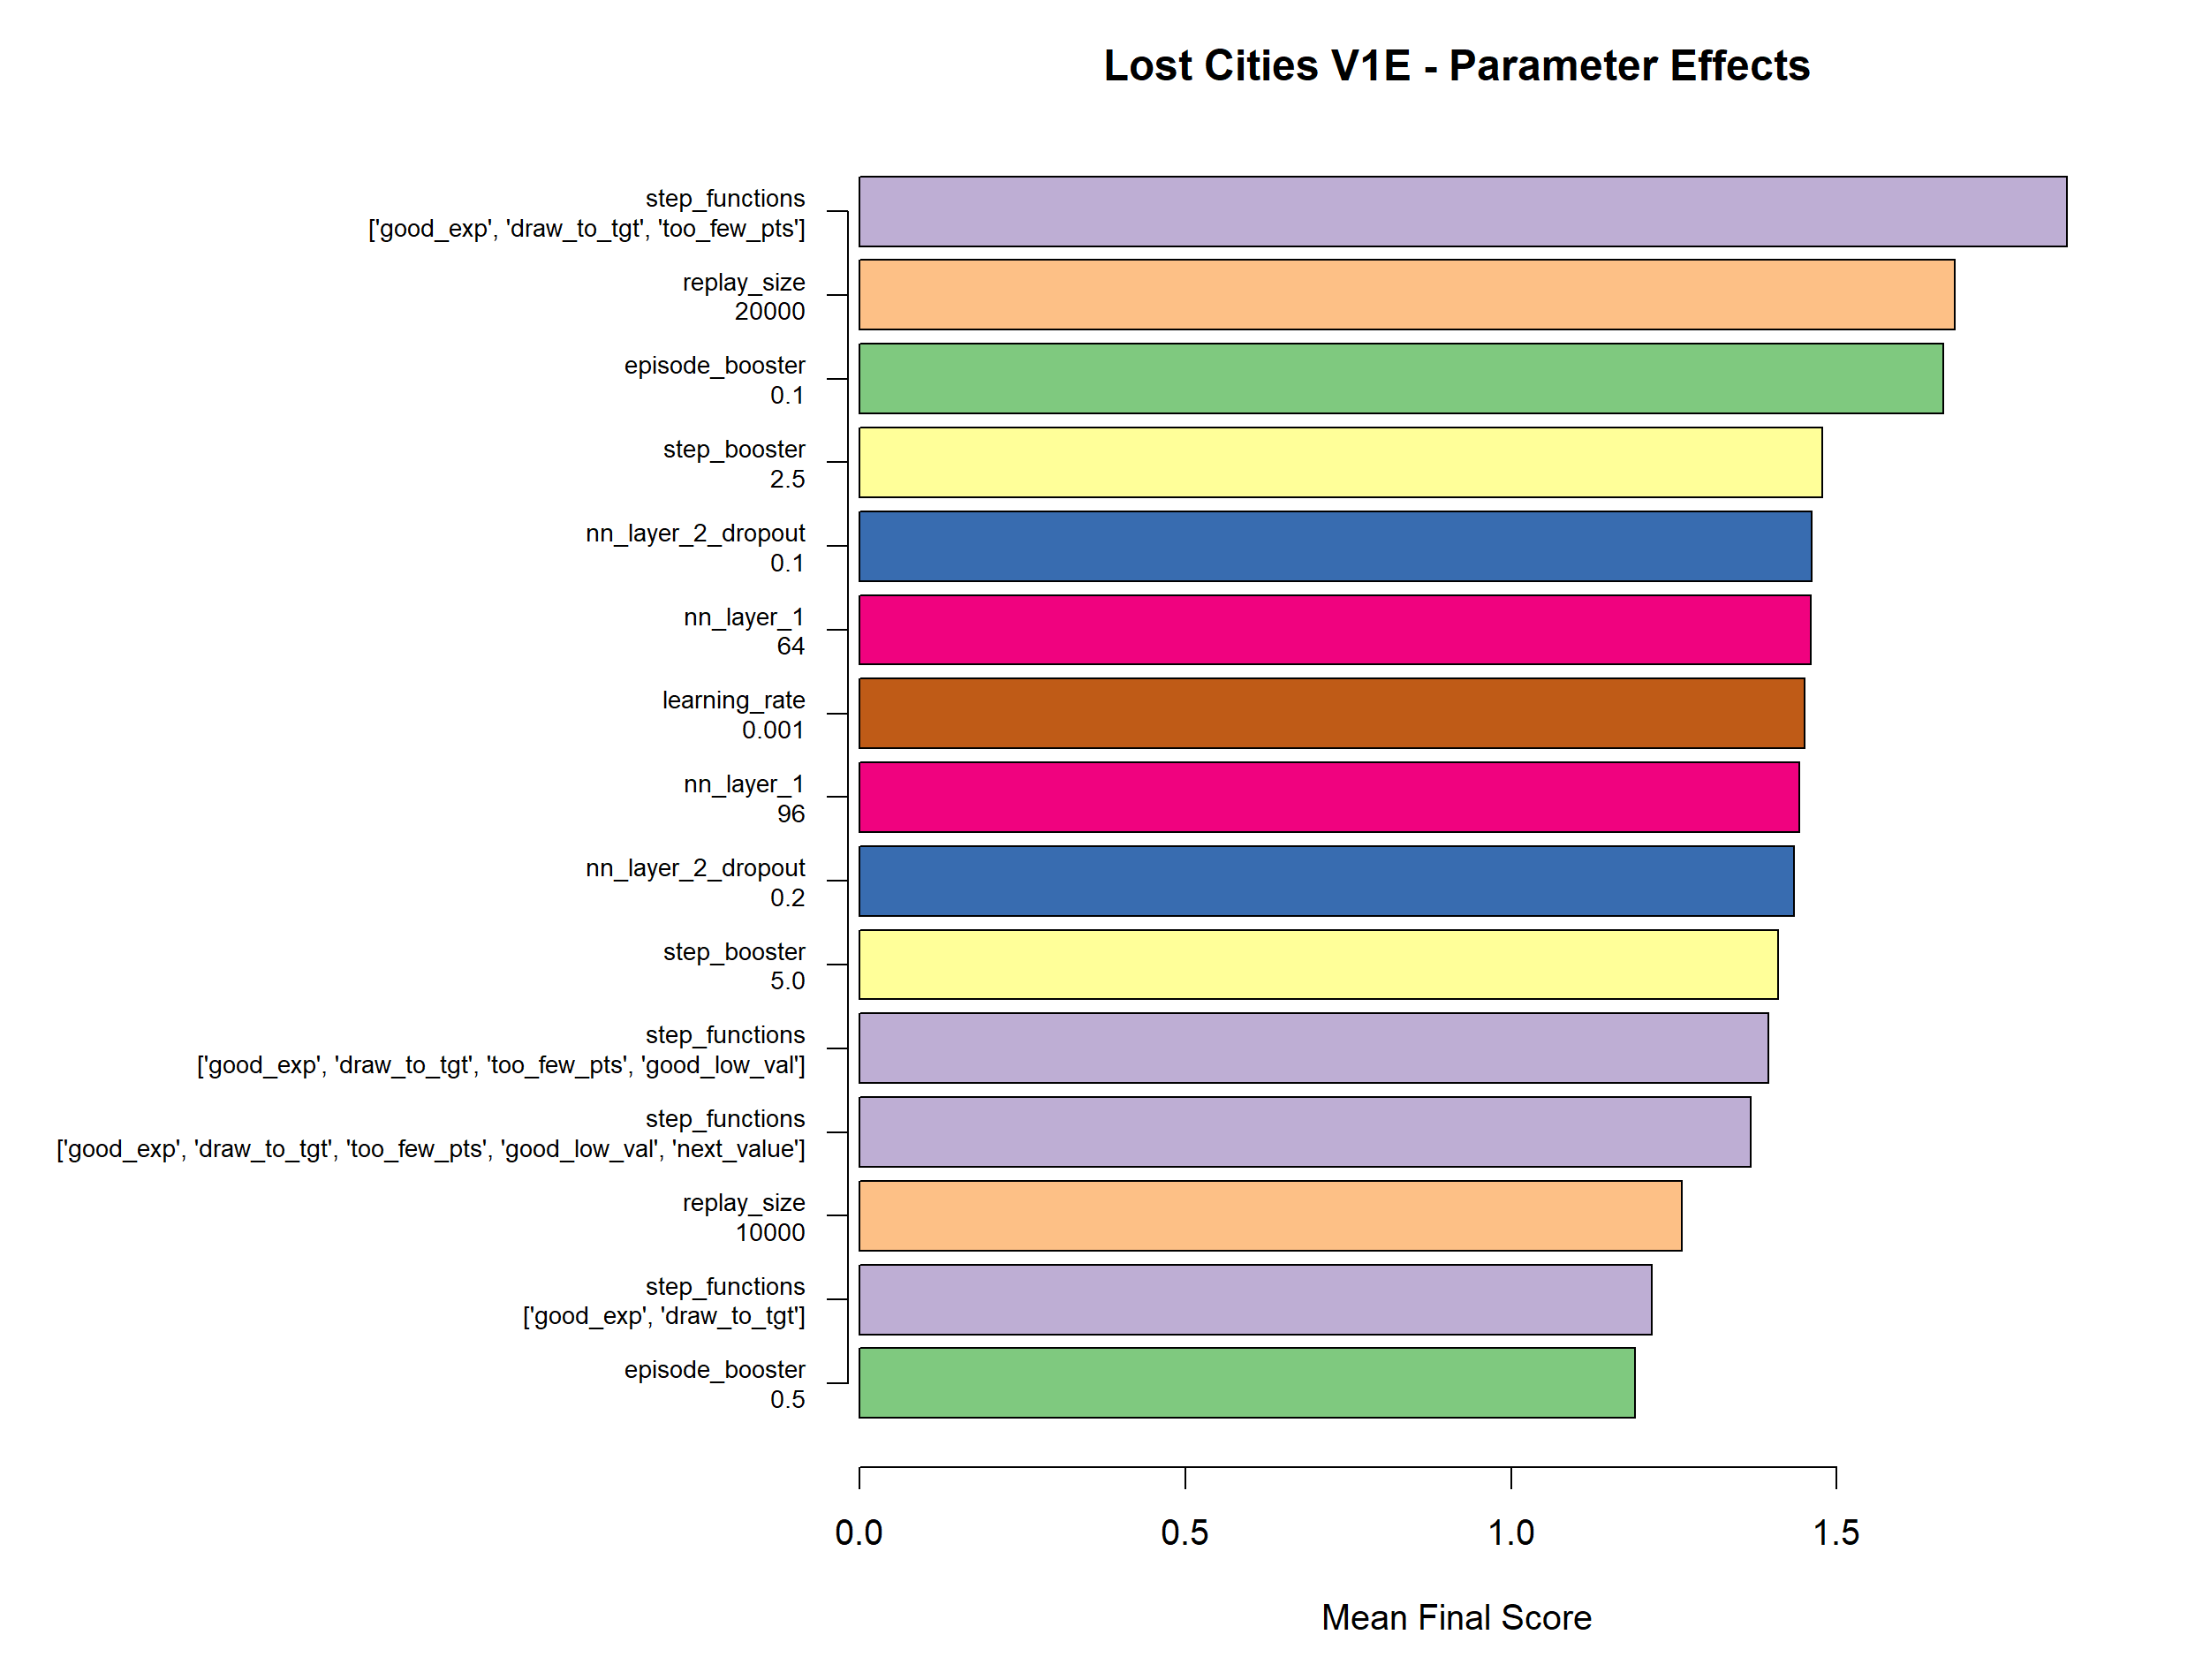 Lost Cities V1E - Parameter Effects
step_functions
['good_exp', 'draw_to_tgt', 'too_few_pts']
replay_size
20000
episode_booster
0.1
step_booster
2.5
nn_layer_2_dropout
0.1
nn_layer_1
64
learning_rate
0.001
nn_layer_1
96
nn_layer_2_dropout
0.2
step_booster
5.0
step_functions
['good_exp', 'draw_to_tgt', 'too_few_pts', 'good_low_val']
step_functions
['good_exp', 'draw_to_tgt', 'too_few_pts', 'good_low_val', 'next_value']
replay_size
10000
step_functions
['good_exp', 'draw_to_tgt']
episode_booster
0.5
0.0 0.5 1.0 1.5
Mean Final Score